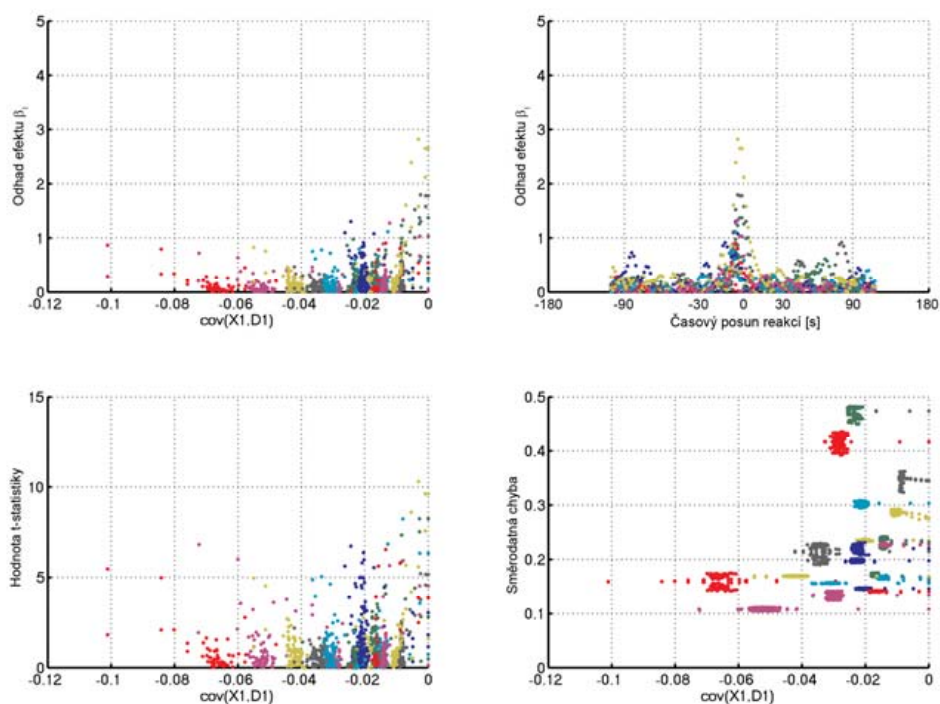 5
4
3
2
1
0
Odhad efektu βi
-0.12 -0.1 -0.08 -0.06 -0.04 -0.02 0
cov(X1,D1)
5
4
3
2
1
0
Odhad efektu βi
-180 -90 -30 0 30 90 180
Časový posun reakcí [s]
15
10
5
0
Hodnota t-statistiky
-0.12 -0.1 -0.08 -0.06 -0.04 -0.02 0
cov(X1,D1)
0.5
0.4
0.3
0.2
0.1
0
Směrodatná chyba
-0.12 -0.1 -0.08 -0.06 -0.04 -0.02 0
cov(X1,D1)